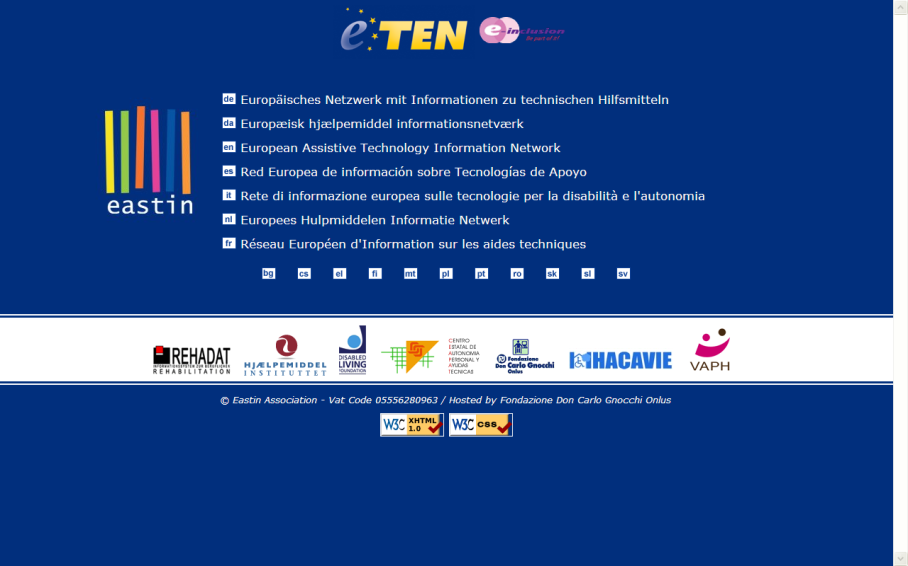 e TEN
e-inclusion
Be part of it!
eastin
de Europäisches Netzwerk mit Informationen zu technischen Hilfsmitteln
da Europæisk hjælpemiddel informationsnetværk
en European Assistive Technology Information Network
es Red Europea de información sobre Tecnologías de Apoyo
it Rete di informazione europea sulle tecnologie per la disabilità e l'autonomia
nl Europees Hulpmiddelen Informatie Netwerk
fr Réseau Européen d'Information sur les aides techniques
bg cs el fi mt pl pt ro sk sl sv
REHADAT
INFORMATIONSSYSTEM ZUR BERUFLICHEN
REHABILITATION
HJÆLPEMIDDEL
INSTITUTTET
DISABLED
LIVING
FOUNDATION
CENTRO
ESTATAL DE
AUTONOMIA
PERSONAL Y
AYUDAS
TECNICAS
Fondazione
Don Carlo Gnocchi
Onlus
HACAVIE
VAPH
© Eastin Association - Vat Code 05556280963 / Hosted by Fondazione Don Carlo Gnocchi Onlus
W3C XHTML 1.0
W3C CSS